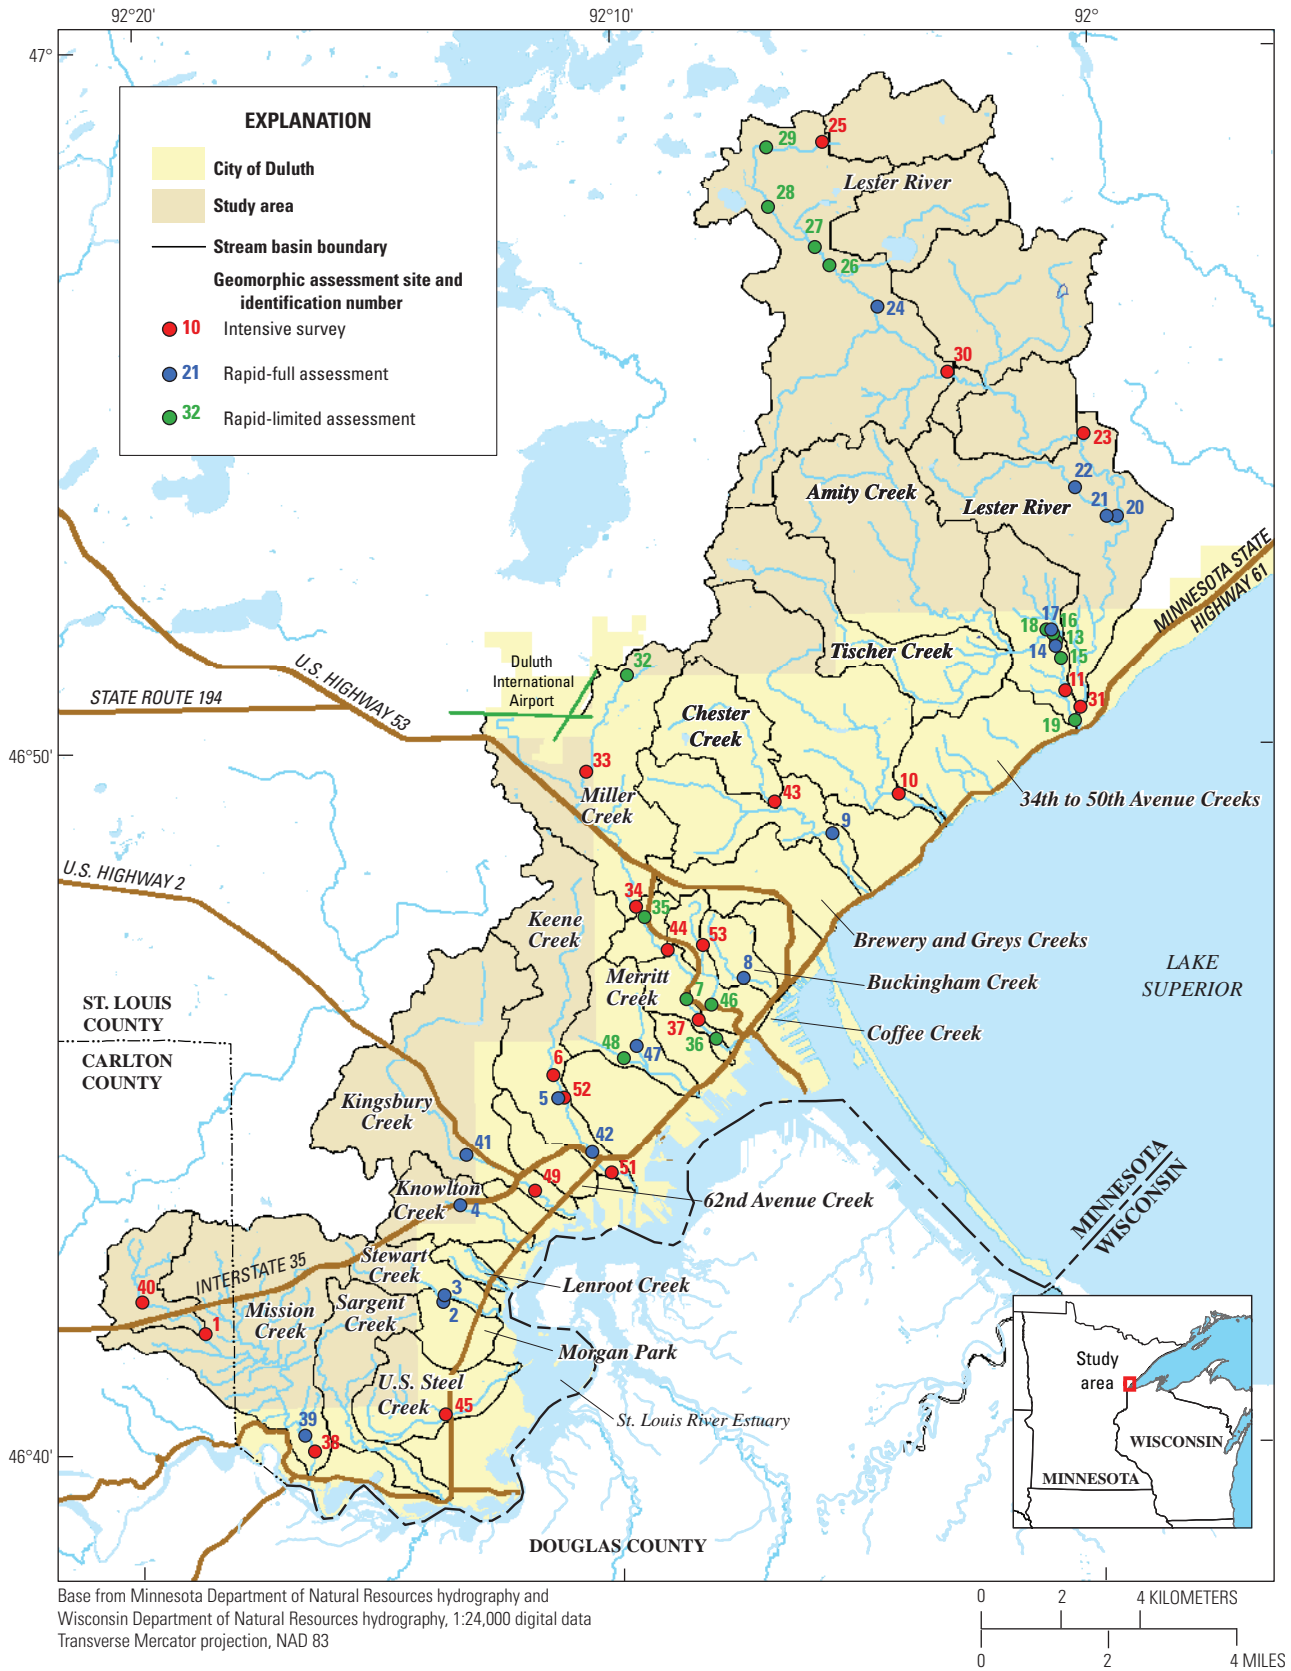 92°20'
92°10'
92°
47°
46°50'
46°40'
EXPLANATION
City of Duluth
Study area
Stream basin boundary
Geomorphic assessment site and
identification number
10 Intensive survey
21 Rapid-full assessment
32 Rapid-limited assessment
29
25
Lester River
28
27
26
24
30
23
22
21
20
Amity Creek
Lester River
MINNESOTA STATE
HIGHWAY 61
17
18
16
13
14
15
11
31
19
Tischer Creek
32
Duluth
International
Airport
U.S. HIGHWAY 53
STATE ROUTE 194
Chester
Creek
33
Miller
Creek
43
10
9
34th to 50th Avenue Creeks
U.S. HIGHWAY 2
34
35
44
53
8
Keene
Creek
Merritt
Creek
Brewery and Greys Creeks
Buckingham Creek
Coffee Creek
LAKE
SUPERIOR
7
46
37
36
48
47
ST. LOUIS
COUNTY
CARLTON
COUNTY
6
5
52
Kingsbury
Creek
41
42
51
49
62nd Avenue Creek
MINNESOTA
WISCONSIN
Knowlton
Creek
4
Stewart
Creek
Lenroot Creek
INTERSTATE 35
40
1
Mission
Creek
Sargent
Creek
3
2
Morgan Park
U.S. Steel
Creek
45
St. Louis River Estuary
39
38
DOUGLAS COUNTY
Study
area
WISCONSIN
MINNESOTA
Base from Minnesota Department of Natural Resources hydrography and
Wisconsin Department of Natural Resources hydrography, 1:24,000 digital data
Transverse Mercator projection, NAD 83
0 2 4 KILOMETERS
0 2 4 MILES